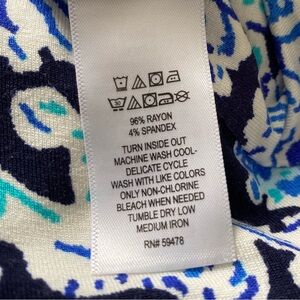 96% RAYON
4% SPANDEX
TURN INSIDE OUT
MACHINE WASH COOL-
DELICATE CYCLE
WASH WITH LIKE COLORS
ONLY NON-CHLORINE
BLEACH WHEN NEEDED
TUMBLE DRY LOW
MEDIUM IRON
RN# 59478